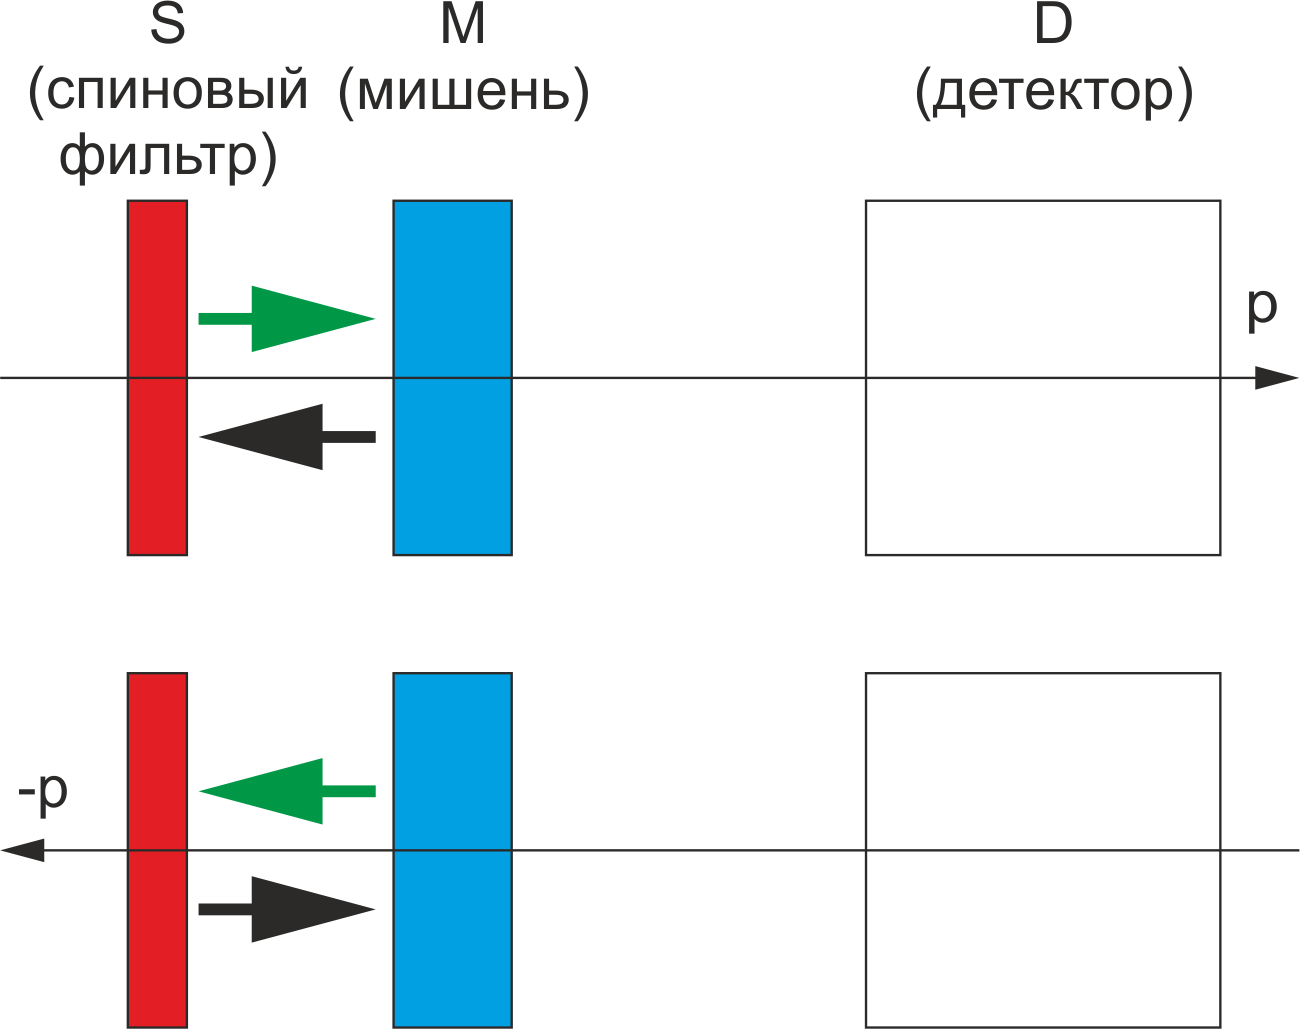 S
(спиновый
фильтр)
M
(мишень)
D
(детектор)
p
-p